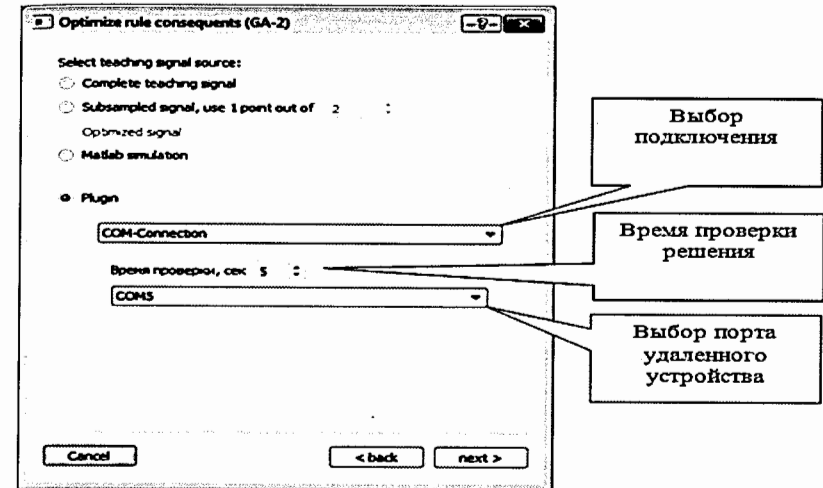 Optimize rule consequents (GA-2)
Select teaching signal source:
Complete teaching signal
Subsampled signal, use 1 point out of 2
Optimized signal
Matlab simulation
Plugin
COM-Connection
Время проверки, сек 5
COM5
Cancel
< back
next >
Выбор
подключения
Время проверки
решения
Выбор порта
удаленного
устройства